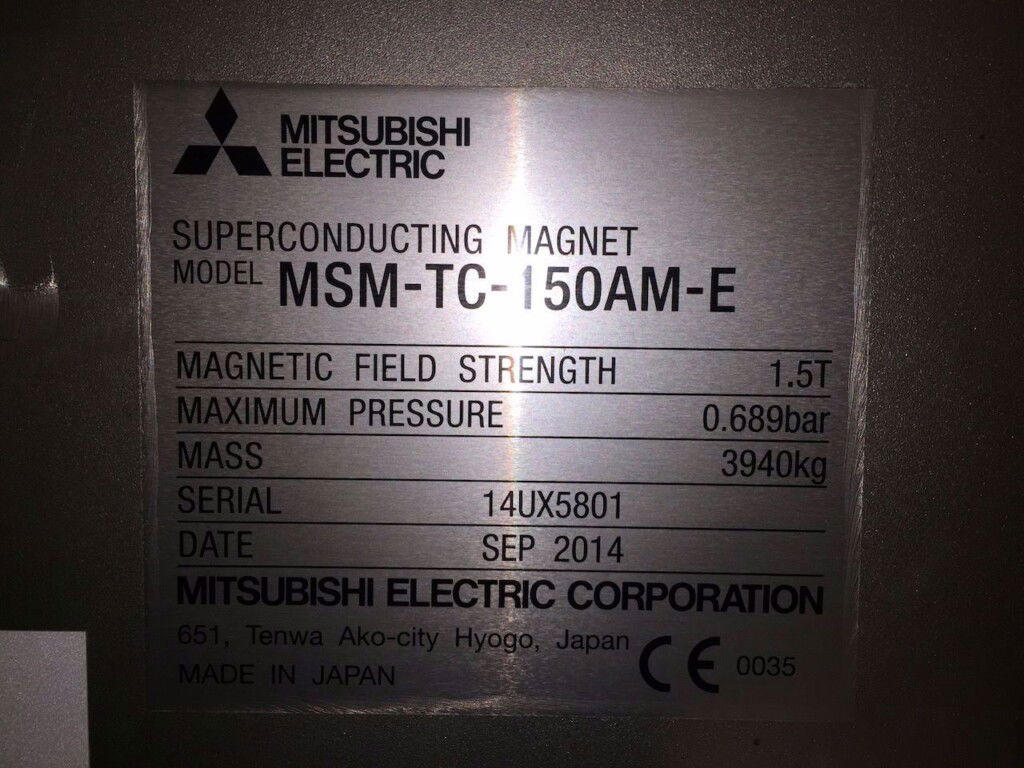 MITSUBISHI
ELECTRIC
SUPERCONDUCTING MAGNET
MODEL MSM-TC-150AM-E
MAGNETIC FIELD STRENGTH 1.5T
MAXIMUM PRESSURE 0.689bar
MASS 3940kg
SERIAL 14UX5801
DATE SEP 2014
MITSUBISHI ELECTRIC CORPORATION
651, Tenwa Ako-city Hyogo, Japan
MADE IN JAPAN CE 0035